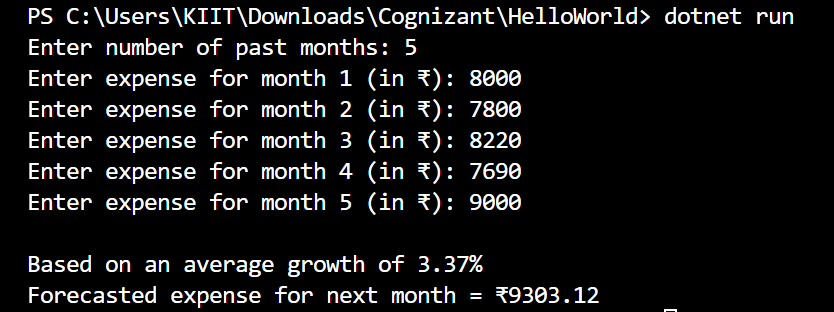 PS C:\Users\KIIT\Downloads\Cognizant\HelloWorld> dotnet run
Enter number of past months: 5
Enter expense for month 1 (in ₹): 8000
Enter expense for month 2 (in ₹): 7800
Enter expense for month 3 (in ₹): 8220
Enter expense for month 4 (in ₹): 7690
Enter expense for month 5 (in ₹): 9000
Based on an average growth of 3.37%
Forecasted expense for next month = ₹9303.12